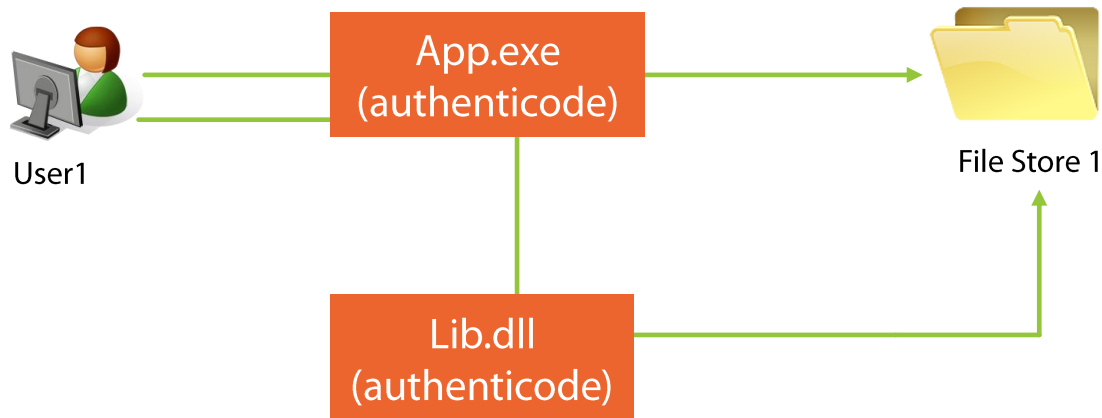 App.exe
(authenticode)
User1
File Store 1
Lib.dll
(authenticode)